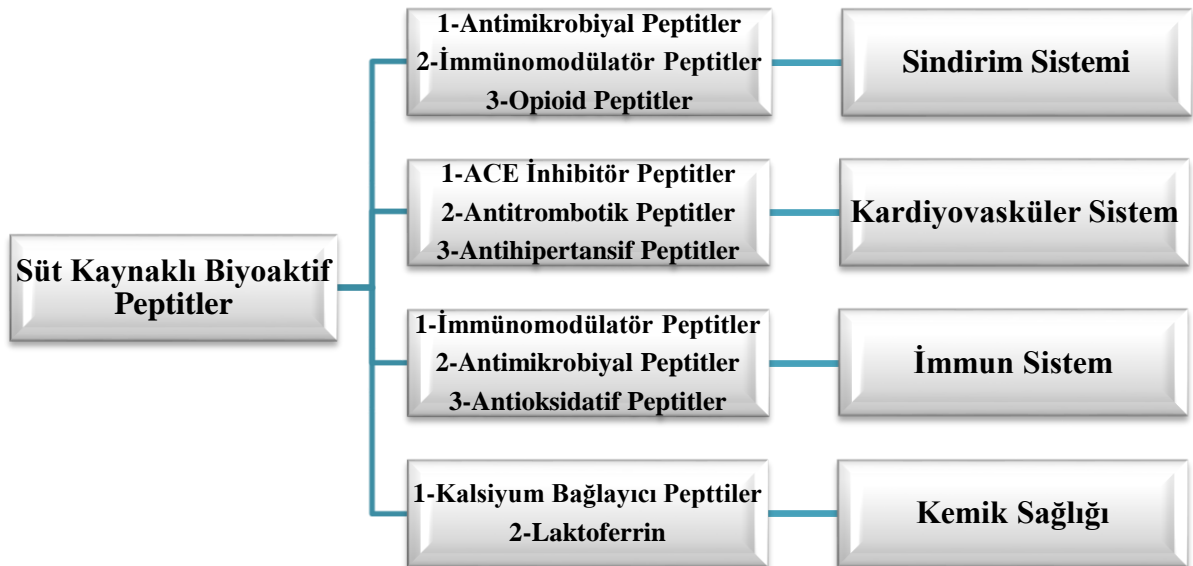 Süt Kaynaklı Biyoaktif
Peptitler
1-Antimikrobiyal Peptitler
2-İmmünomodülatör Peptitler
3-Opioid Peptitler
Sindirim Sistemi
1-ACE İnhibitör Peptitler
2-Antitrombotik Peptitler
3-Antihipertansif Peptitler
Kardiyovasküler Sistem
1-İmmünomodülatör Peptitler
2-Antimikrobiyal Peptitler
3-Antioksidatif Peptitler
İmmun Sistem
1-Kalsiyum Bağlayıcı Pepttiler
2-Laktoferrin
Kemik Sağlığı